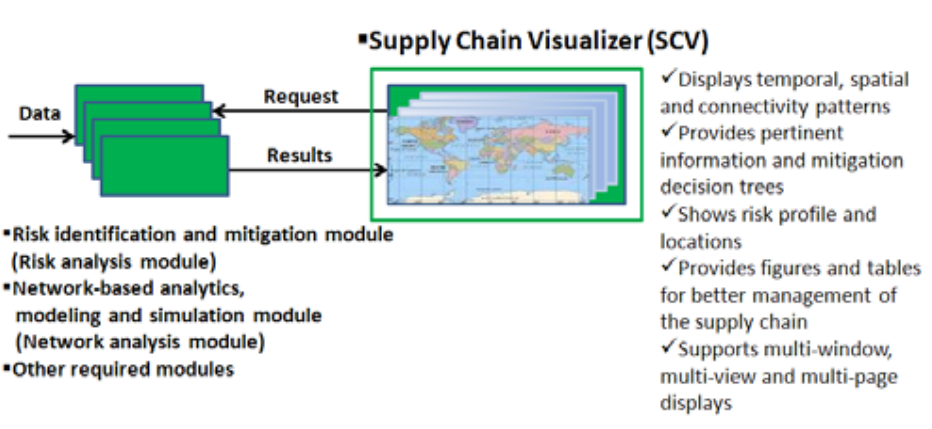 ▪Supply Chain Visualizer (SCV)
Data
Request
Results
▪Risk identification and mitigation module
(Risk analysis module)
▪Network-based analytics,
modeling and simulation module
(Network analysis module)
▪Other required modules
✓Displays temporal, spatial
and connectivity patterns
✓Provides pertinent
information and mitigation
decision trees
✓Shows risk profile and
locations
✓Provides figures and tables
for better management of
the supply chain
✓Supports multi-window,
multi-view and multi-page
displays